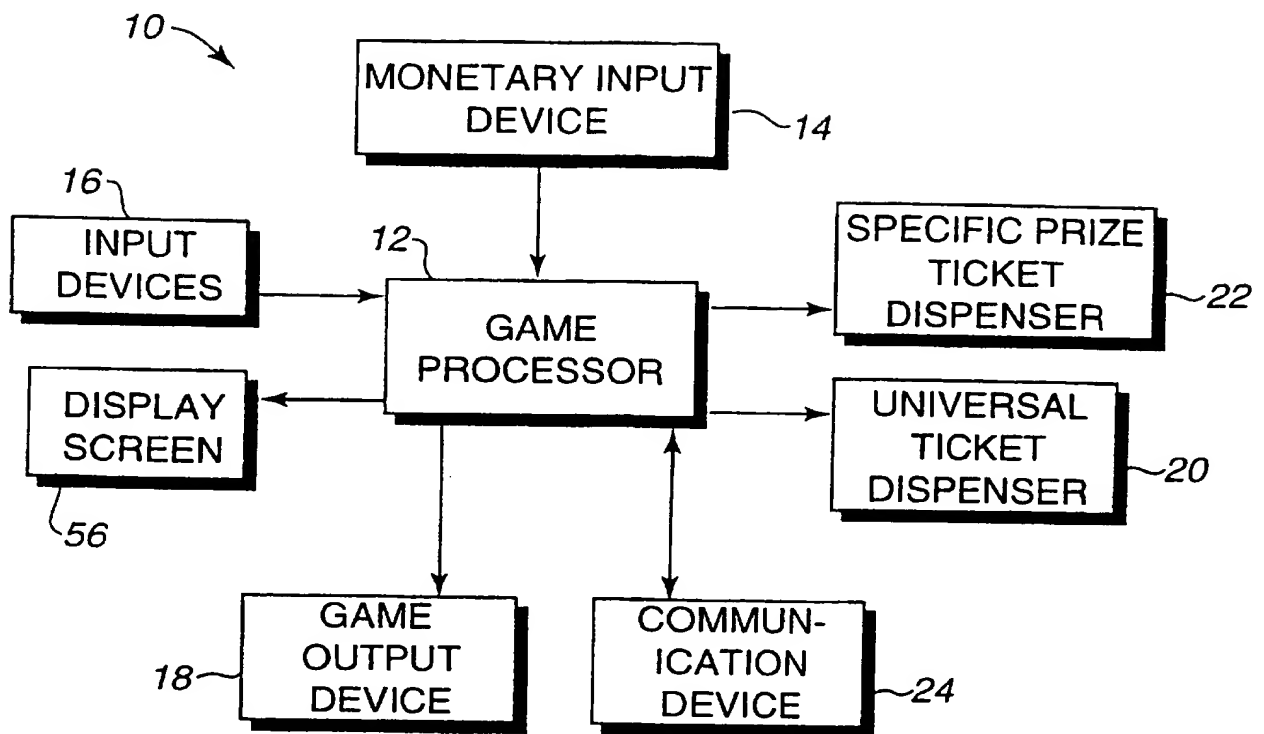 10
MONETARY INPUT
DEVICE
14
16
INPUT
DEVICES
12
GAME
PROCESSOR
SPECIFIC PRIZE
TICKET
DISPENSER
22
DISPLAY
SCREEN
56
UNIVERSAL
TICKET
DISPENSER
20
GAME
OUTPUT
DEVICE
18
COMMUN-
ICATION
DEVICE
24